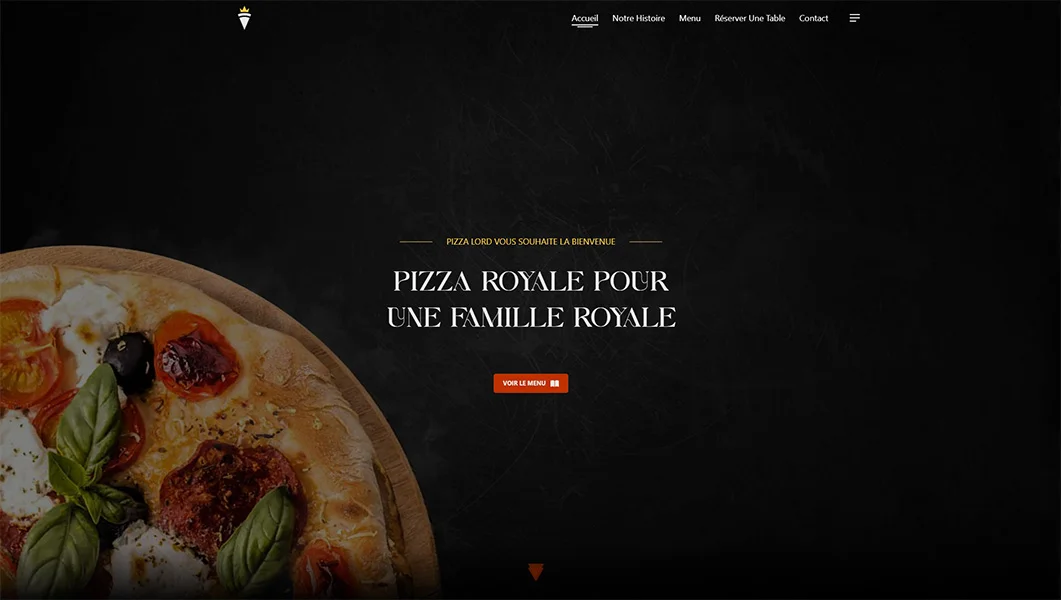 Accueil Notre Histoire Menu Réserver Une Table Contact
PIZZA LORD VOUS SOUHAITE LA BIENVENUE
PIZZA ROYALE POUR
UNE FAMILLE ROYALE
VOIR LE MENU